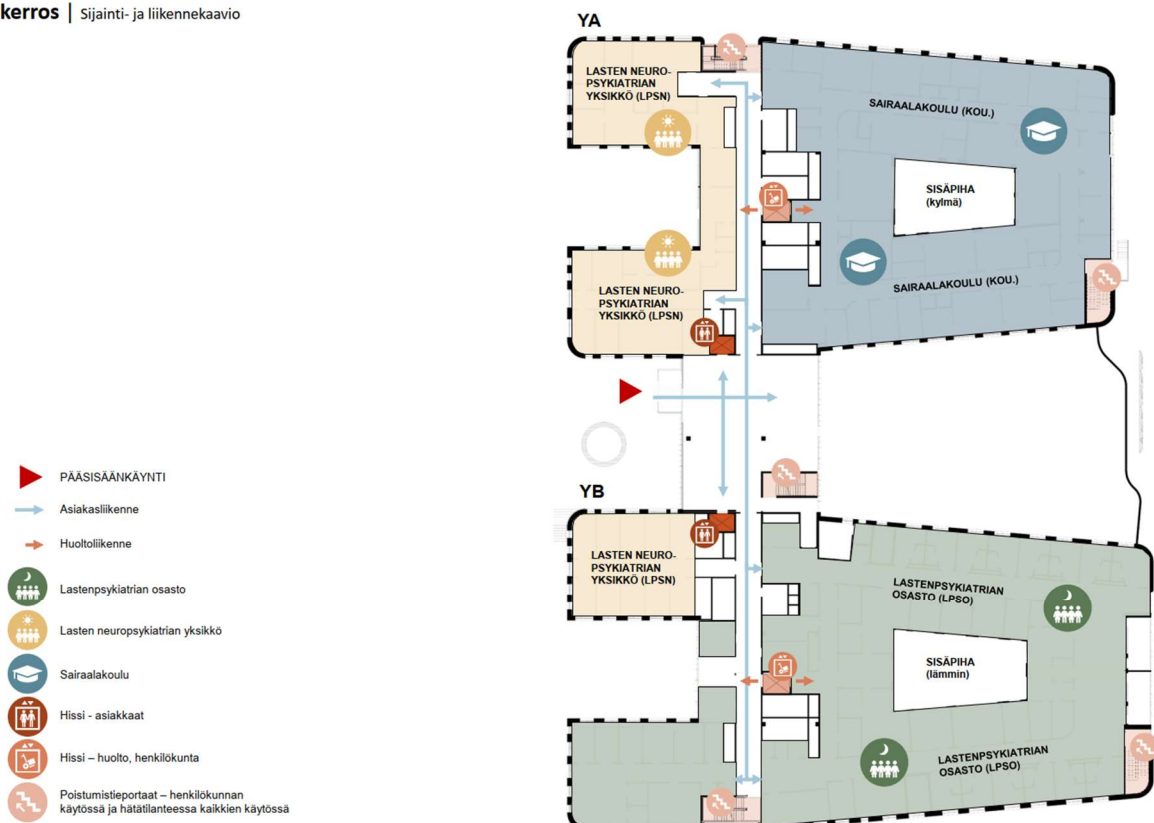 kerros | Sijainti- ja liikennekaavio
YA
LASTEN NEURO-
PSYKIATRIAN
YKSIKKÖ (LPSN)
SAIRAALAKOULU (KOU.)
SISÄPIHA
(kylmä)
LASTEN NEURO-
PSYKIATRIAN
YKSIKKÖ (LPSN)
SAIRAALAKOULU (KOU.)
YB
LASTEN NEURO-
PSYKIATRIAN
YKSIKKÖ (LPSN)
LASTENPSYKIATRIAN
OSASTO (LPSO)
SISÄPIHA
(lämmin)
LASTENPSYKIATRIAN
OSASTO (LPSO)
PÄÄSISÄÄNKÄYNTI
Asiakasliikenne
Huoltoliikenne
Lastenpsykiatrian osasto
Lasten neuropsykiatrian yksikkö
Sairaalakoulu
Hissi - asiakkaat
Hissi – huolto, henkilökunta
Poistumistieportaat – henkilökunnan
käytössä ja hätätilanteessa kaikkien käytössä